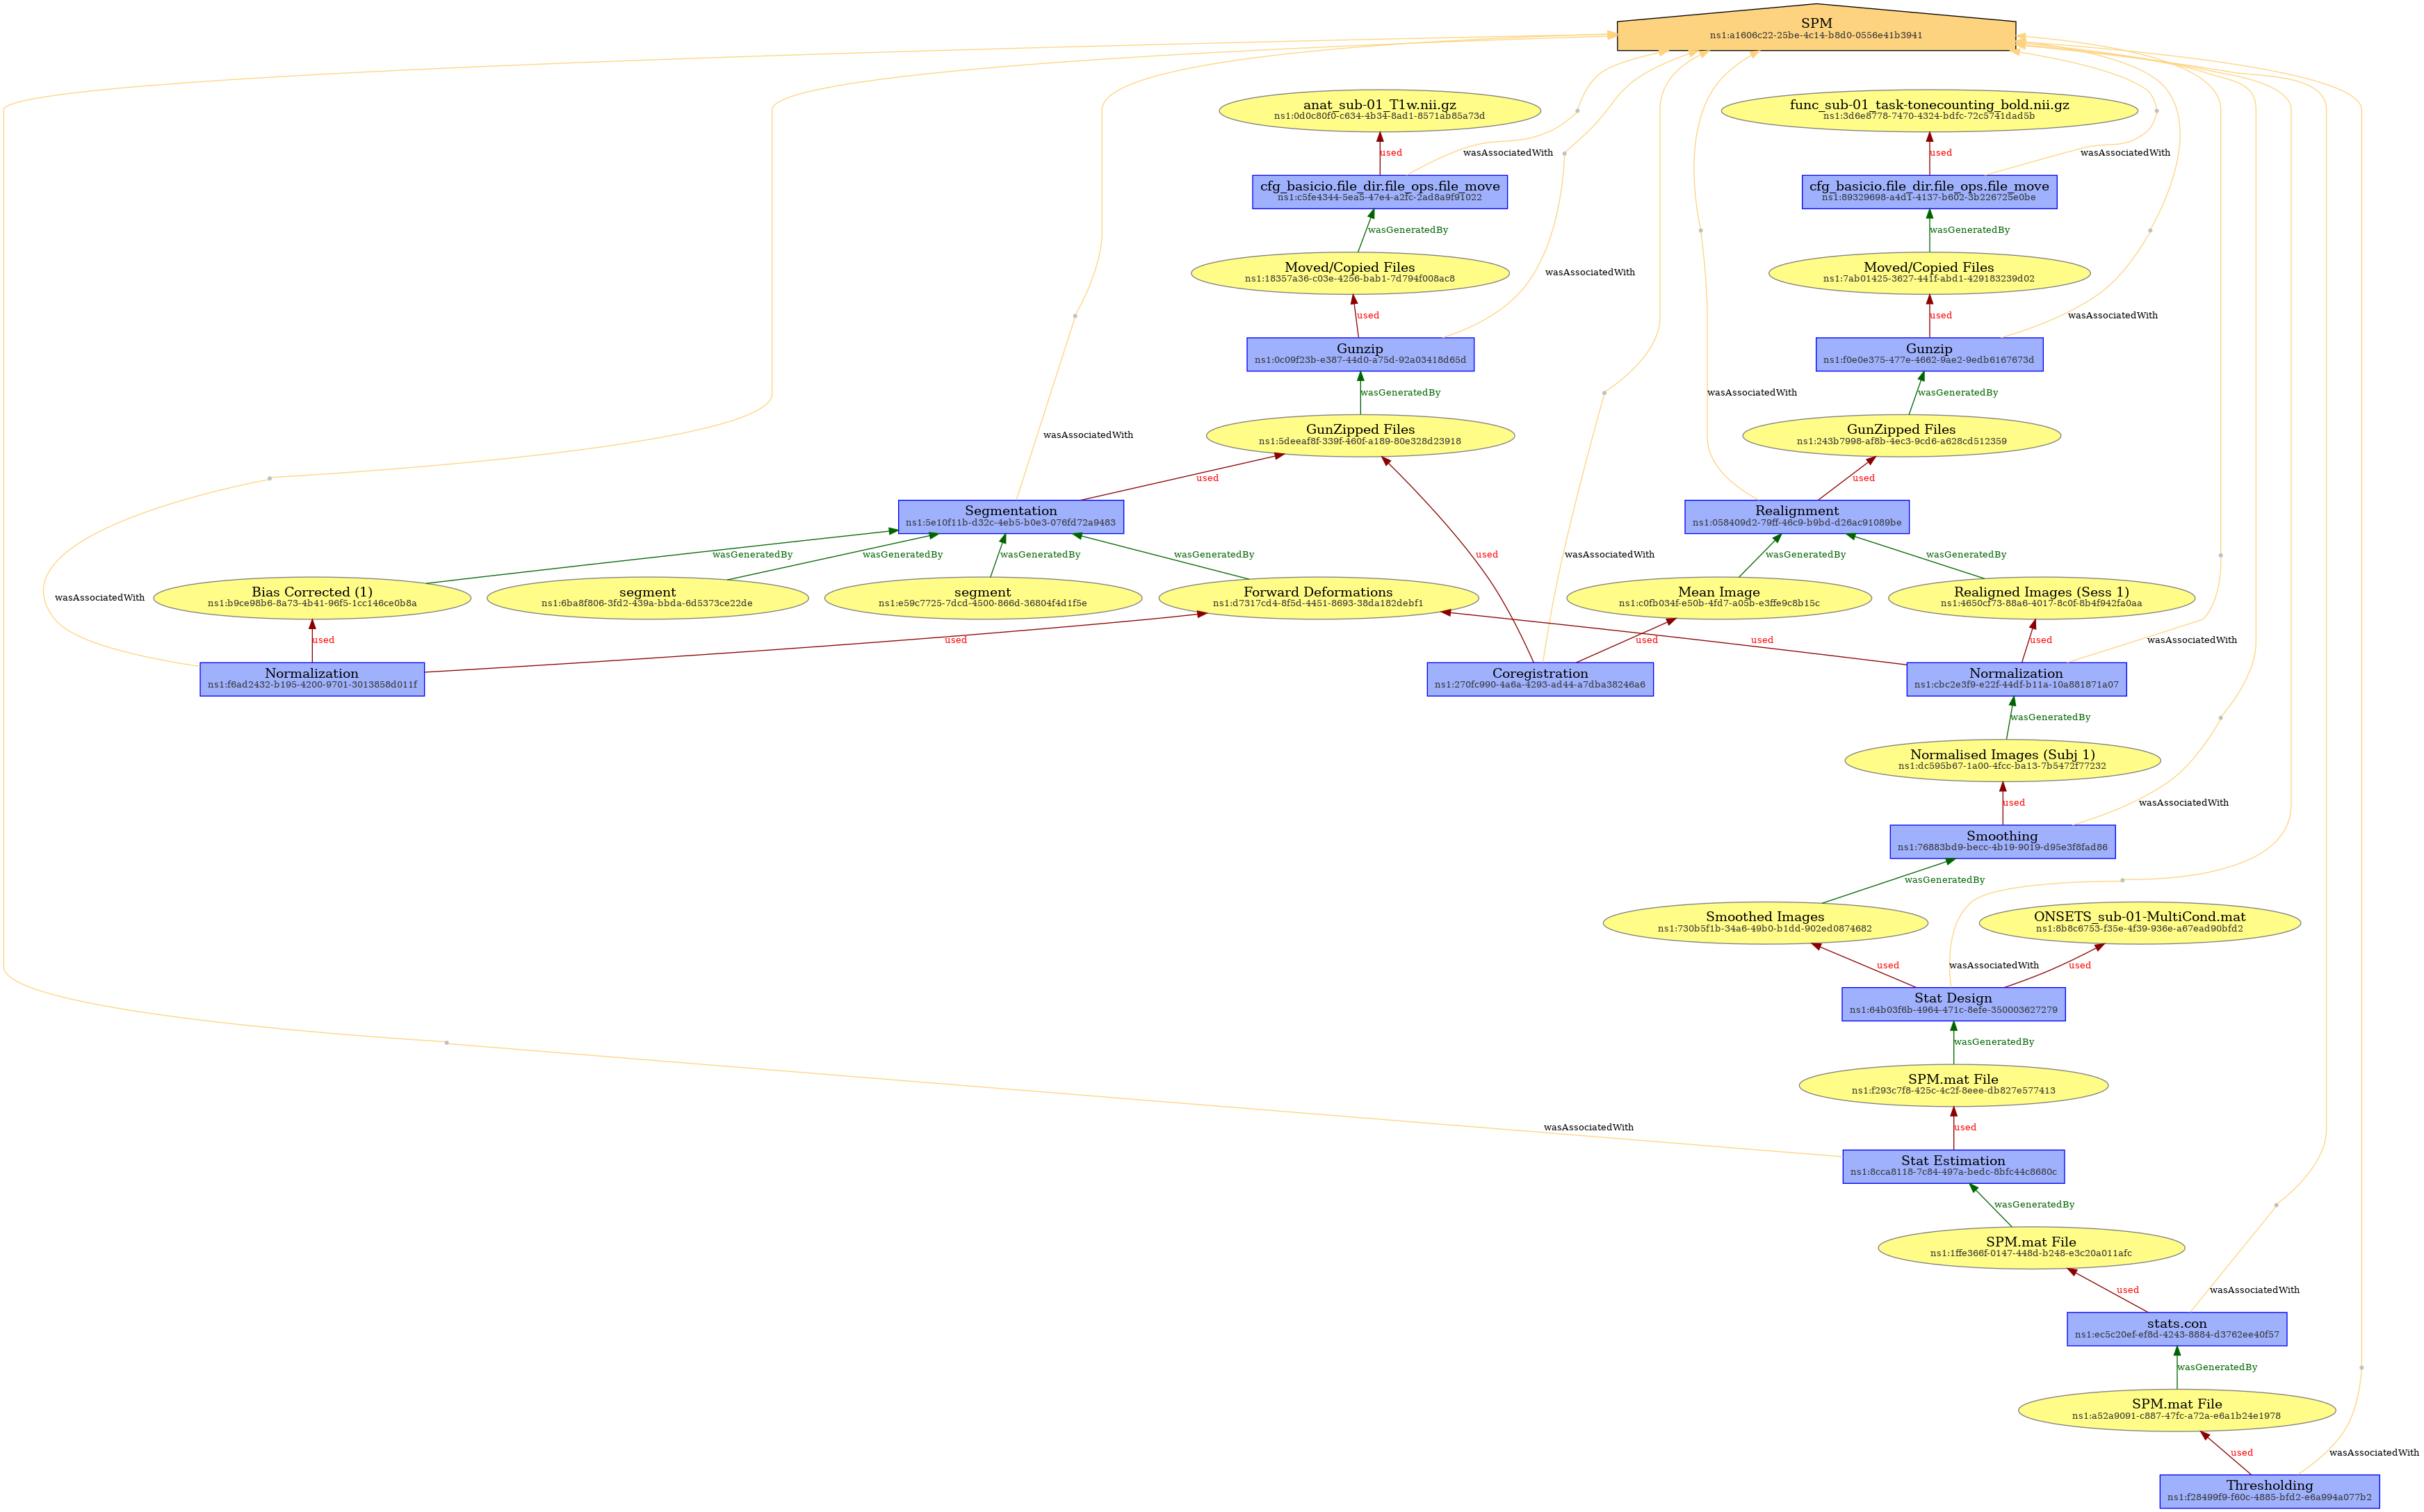 SPM
ns1:a1606c22-25be-4c14-b8d0-0556e41b3941
anat_sub-01_T1w.nii.gz
ns1:0d0c80f0-c634-4b34-8ad1-8571ab85a73d
func_sub-01_task-tonecounting_bold.nii.gz
ns1:3d6e8778-7470-4324-bdfc-72c5741dad5b
used
wasAssociatedWith
used
wasAssociatedWith
cfg_basicio.file_dir.file_ops.file_move
ns1:c5fe4344-5ea5-47e4-a2fc-2ad8a9f91022
cfg_basicio.file_dir.file_ops.file_move
ns1:89329698-a4d1-4137-b602-3b226725e0be
wasGeneratedBy
wasGeneratedBy
Moved/Copied Files
ns1:18357a36-c03e-4256-bab1-7d794f008ac8
wasAssociatedWith
Moved/Copied Files
ns1:7ab01425-3627-441f-abd1-429183239d02
used
used
wasAssociatedWith
Gunzip
ns1:0c09f23b-e387-44d0-a75d-92a03418d65d
Gunzip
ns1:f0e0e375-477e-4662-9ae2-9edb6167673d
wasGeneratedBy
wasAssociatedWith
wasGeneratedBy
wasAssociatedWith
GunZipped Files
ns1:5deeaf8f-339f-460f-a189-80e328d23918
GunZipped Files
ns1:243b7998-af8b-4ec3-9cd6-a628cd512359
used
used
Segmentation
ns1:5e10f11b-d32c-4eb5-b0e3-076fd72a9483
Realignment
ns1:058409d2-79ff-46c9-b9bd-d26ac91089be
wasGeneratedBy
wasGeneratedBy
wasGeneratedBy
wasGeneratedBy
used
wasAssociatedWith
wasGeneratedBy
wasGeneratedBy
wasAssociatedWith
Bias Corrected (1)
ns1:b9ce98b6-8a73-4b41-96f5-1cc146ce0b8a
segment
ns1:6ba8f806-3fd2-439a-bbda-6d5373ce22de
segment
ns1:e59c7725-7dcd-4500-866d-36804f4d1f5e
Forward Deformations
ns1:d7317cd4-8f5d-4451-8693-38da182debf1
Mean Image
ns1:c0fb034f-e50b-4fd7-a05b-e3ffe9c8b15c
Realigned Images (Sess 1)
ns1:4650cf73-88a6-4017-8c0f-8b4f942fa0aa
used
used
used
used
used
wasAssociatedWith
Normalization
ns1:f6ad2432-b195-4200-9701-3013858d011f
Coregistration
ns1:270fc990-4a6a-4293-ad44-a7dba38246a6
Normalization
ns1:cbc2e3f9-e22f-44df-b11a-10a881871a07
wasGeneratedBy
Normalised Images (Subj 1)
ns1:dc595b67-1a00-4fcc-ba13-7b5472f77232
used
wasAssociatedWith
Smoothing
ns1:76883bd9-becc-4b19-9019-d95e3f8fad86
wasGeneratedBy
Smoothed Images
ns1:730b5f1b-34a6-49b0-b1dd-902ed0874682
ONSETS_sub-01-MultiCond.mat
ns1:8b8c6753-f35e-4f39-936e-a67ead90bfd2
used
wasAssociatedWith
used
Stat Design
ns1:64b03f6b-4964-471c-8efe-350003627279
wasGeneratedBy
SPM.mat File
ns1:f293c7f8-425c-4c2f-8eee-db827e577413
wasAssociatedWith
used
Stat Estimation
ns1:8cca8118-7c84-497a-bedc-8bfc44c8680c
wasGeneratedBy
SPM.mat File
ns1:1ffe366f-0147-448d-b248-e3c20a011afc
used
wasAssociatedWith
stats.con
ns1:ec5c20ef-ef8d-4243-8884-d3762ee40f57
wasGeneratedBy
SPM.mat File
ns1:a52a9091-c887-47fc-a72a-e6a1b24e1978
used
wasAssociatedWith
Thresholding
ns1:f28499f9-f60c-4885-bfd2-e6a994a077b2